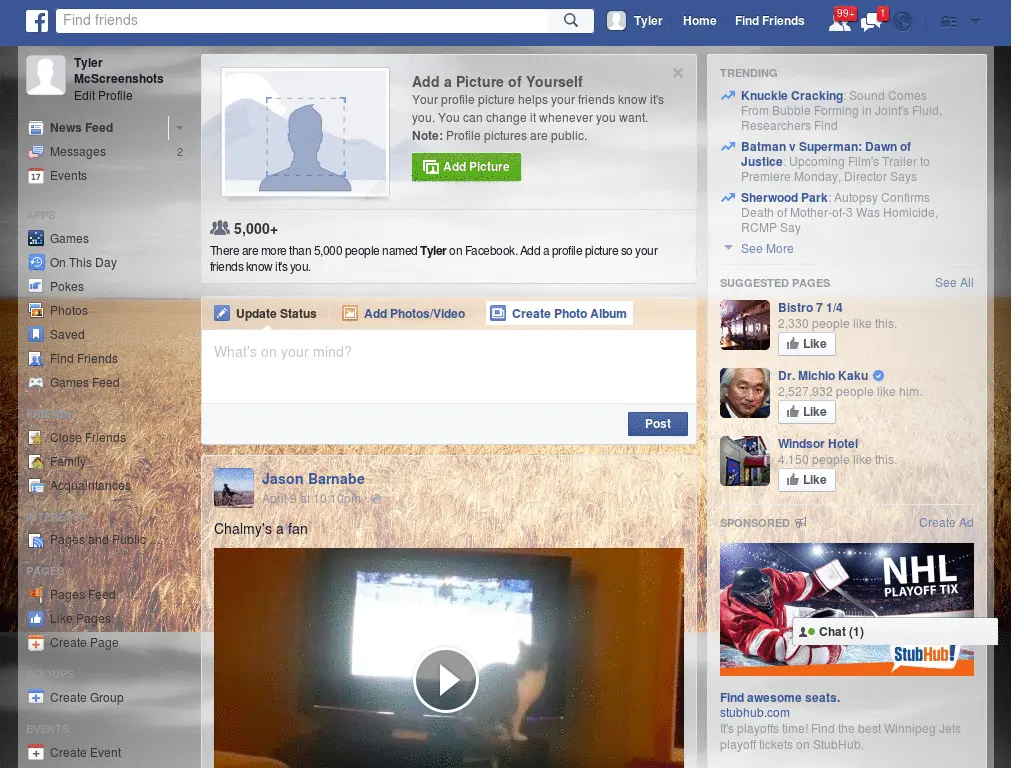 f
Find friends
Tyler
Home
Find Friends
99+
1
Tyler
McScreenshots
Edit Profile
News Feed
Messages
2
17
Events
APPS
Games
On This Day
Pokes
Photos
Saved
Find Friends
Games Feed
FRIENDS
Close Friends
Family
Acquaintances
INTERESTS
Pages and Public ...
PAGES
Pages Feed
Like Pages
Create Page
GROUPS
Create Group
EVENTS
Create Event
Add a Picture of Yourself
Your profile picture helps your friends know it's
you. You can change it whenever you want.
Note: Profile pictures are public.
Add Picture
5,000+
There are more than 5,000 people named Tyler on Facebook. Add a profile picture so your
friends know it's you.
Update Status
Add Photos/Video
Create Photo Album
What's on your mind?
Post
Jason Barnabe
April 9 at 10:10pm ·
Chalmy's a fan
TRENDING
Knuckle Cracking: Sound Comes
From Bubble Forming in Joint's Fluid,
Researchers Find
Batman v Superman: Dawn of
Justice: Upcoming Film's Trailer to
Premiere Monday, Director Says
Sherwood Park: Autopsy Confirms
Death of Mother-of-3 Was Homicide,
RCMP Say
See More
SUGGESTED PAGES
See All
Bistro 7 1/4
2,330 people like this.
Like
Dr. Michio Kaku
2,527,932 people like him.
Like
Windsor Hotel
4,150 people like this.
Like
SPONSORED
Create Ad
NHL
PLAYOFF TIX
Chat (1)
StubHub!
Find awesome seats.
stubhub.com
It's playoffs time! Find the best Winnipeg Jets
playoff tickets on StubHub.